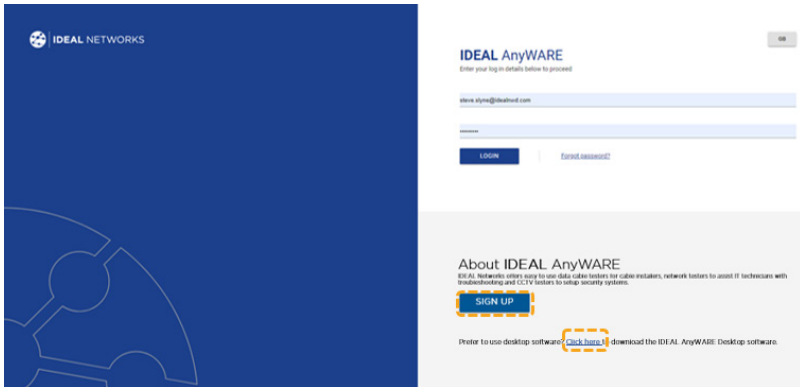 IDEAL NETWORKS
GB
IDEAL AnyWARE
Enter your log in details below to proceed
steve.slyne@idealnwd.com
••••••••
LOGIN
Forgot password?
About IDEAL AnyWARE
IDEAL Networks offers easy to use data cable testers for cable installers, network testers to assist IT technicians with
troubleshooting and CCTV testers to setup security systems.
SIGN UP
Prefer to use desktop software? Click here to download the IDEAL AnyWARE Desktop software.